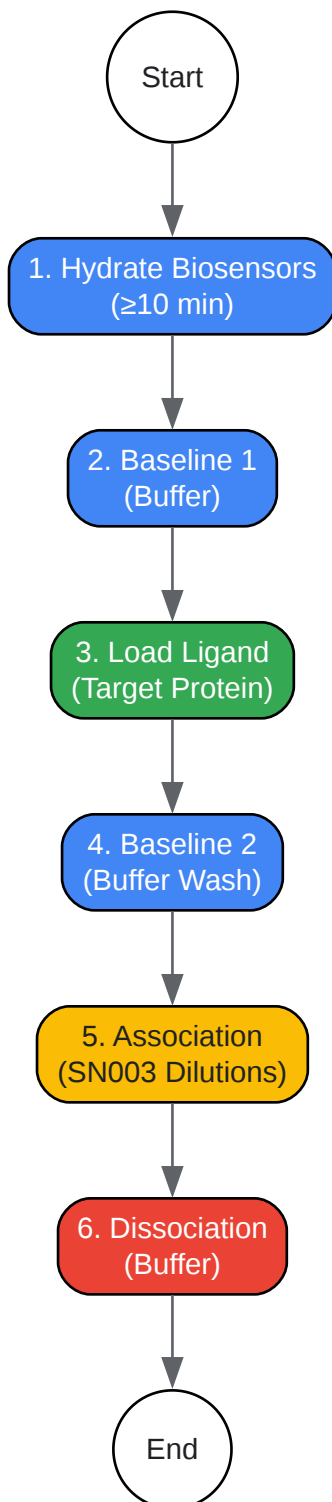 Start
1. Hydrate Biosensors
(≥10 min)
2. Baseline 1
(Buffer)
3. Load Ligand
(Target Protein)
4. Baseline 2
(Buffer Wash)
5. Association
(SN003 Dilutions)
6. Dissociation
(Buffer)
End